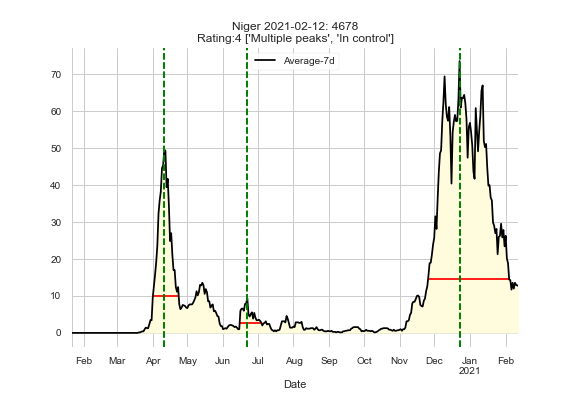 Niger 2021-02-12: 4678
Rating:4 ['Multiple peaks', 'In control']
Average-7d
70
60
50
40
30
20
10
0
Feb Mar Apr May Jun Jul Aug Sep Oct Nov Dec Jan Feb
2021
Date